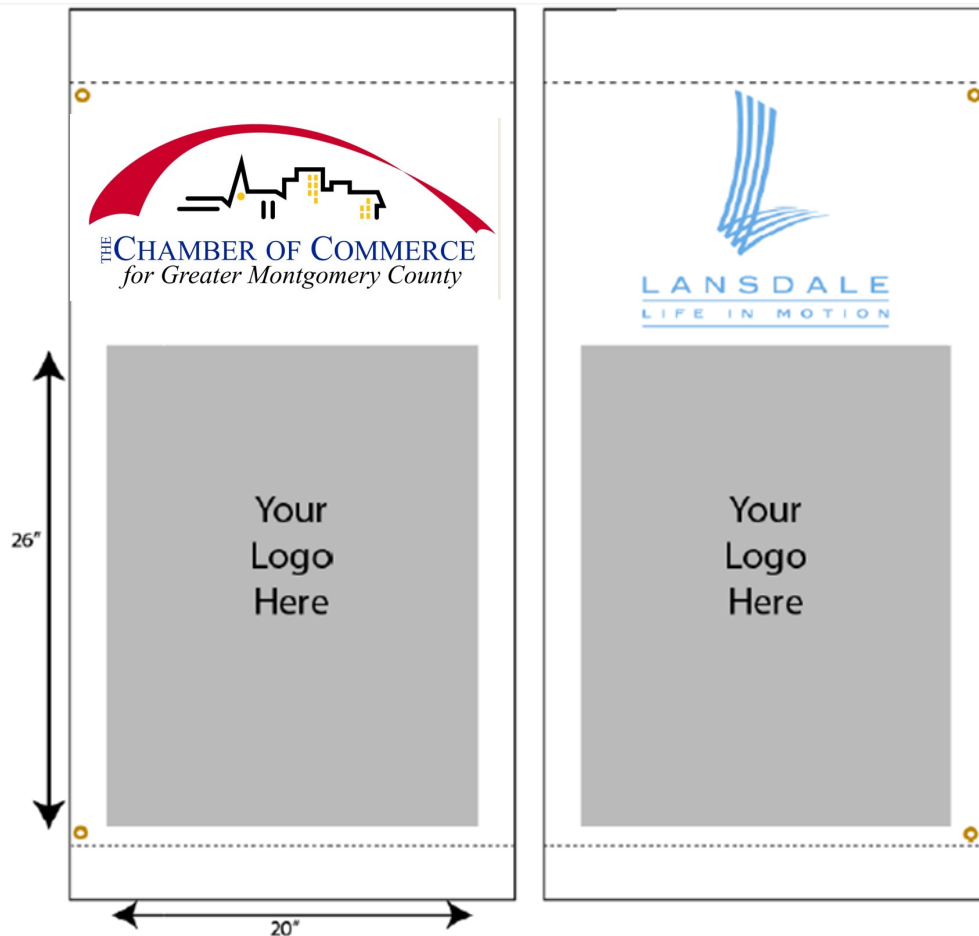 THE CHAMBER OF COMMERCE
for Greater Montgomery County
LANSDALE
LIFE IN MOTION
26"
Your
Logo
Here
Your
Logo
Here
20"